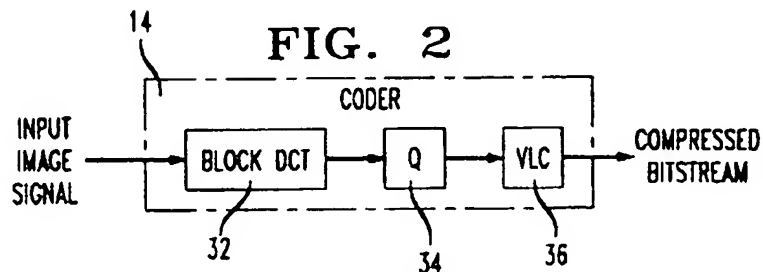 14
FIG. 2
CODER
INPUT
IMAGE
SIGNAL
BLOCK DCT
Q
VLC
COMPRESSED
BITSTREAM
32
34
36